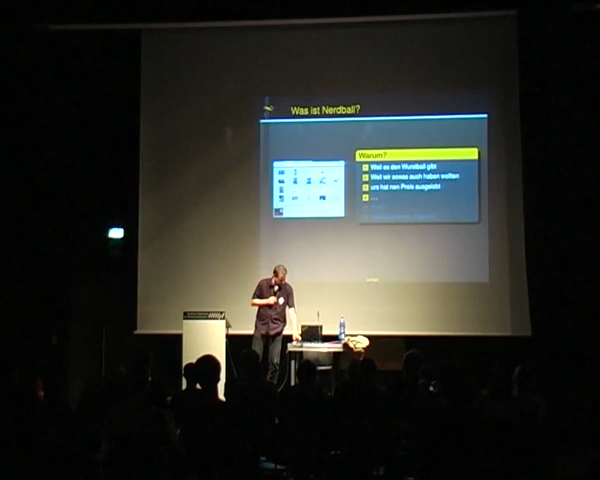 Was ist Nerdball?
Warum?
Weil es den Wurstball gibt
Weil wir sowas auch haben wollten
urs hat nen Preis ausgelobt
...